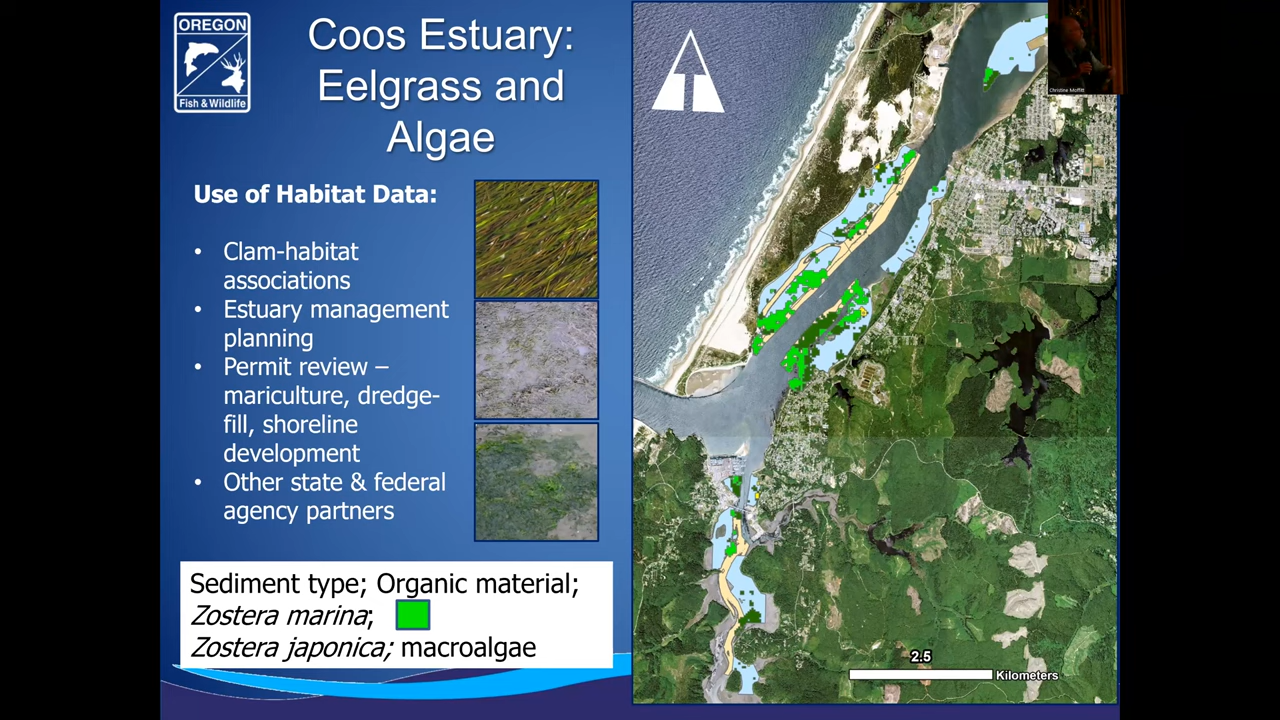 OREGON
Fish & Wildlife
Coos Estuary:
Eelgrass and
Algae
Use of Habitat Data:
• Clam-habitat
associations
• Estuary management
planning
• Permit review –
mariculture, dredge-
fill, shoreline
development
• Other state & federal
agency partners
Sediment type; Organic material;
Zostera marina;
Zostera japonica; macroalgae
Christine Moffitt
2.5
Kilometers